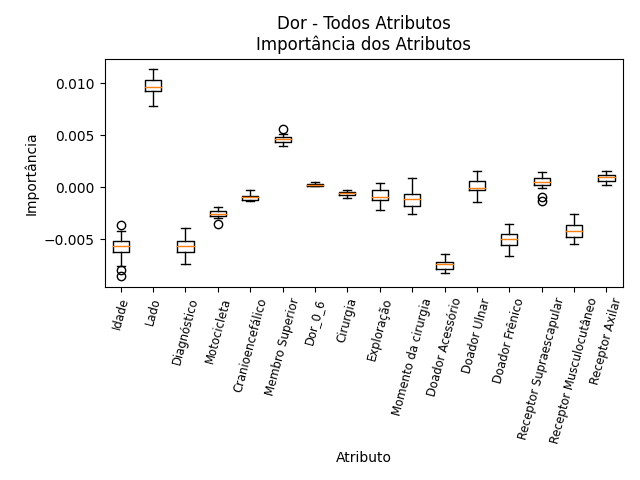 Dor - Todos Atributos
Importância dos Atributos
Importância
0.010
0.005
0.000
−0.005
Idade
Lado
Diagnóstico
Motocicleta
Cranioencefálico
Membro Superior
Dor_0_6
Cirurgia
Exploração
Momento da cirurgia
Doador Acessório
Doador Ulnar
Doador Frênico
Receptor Supraescapular
Receptor Musculocutâneo
Receptor Axilar
Atributo